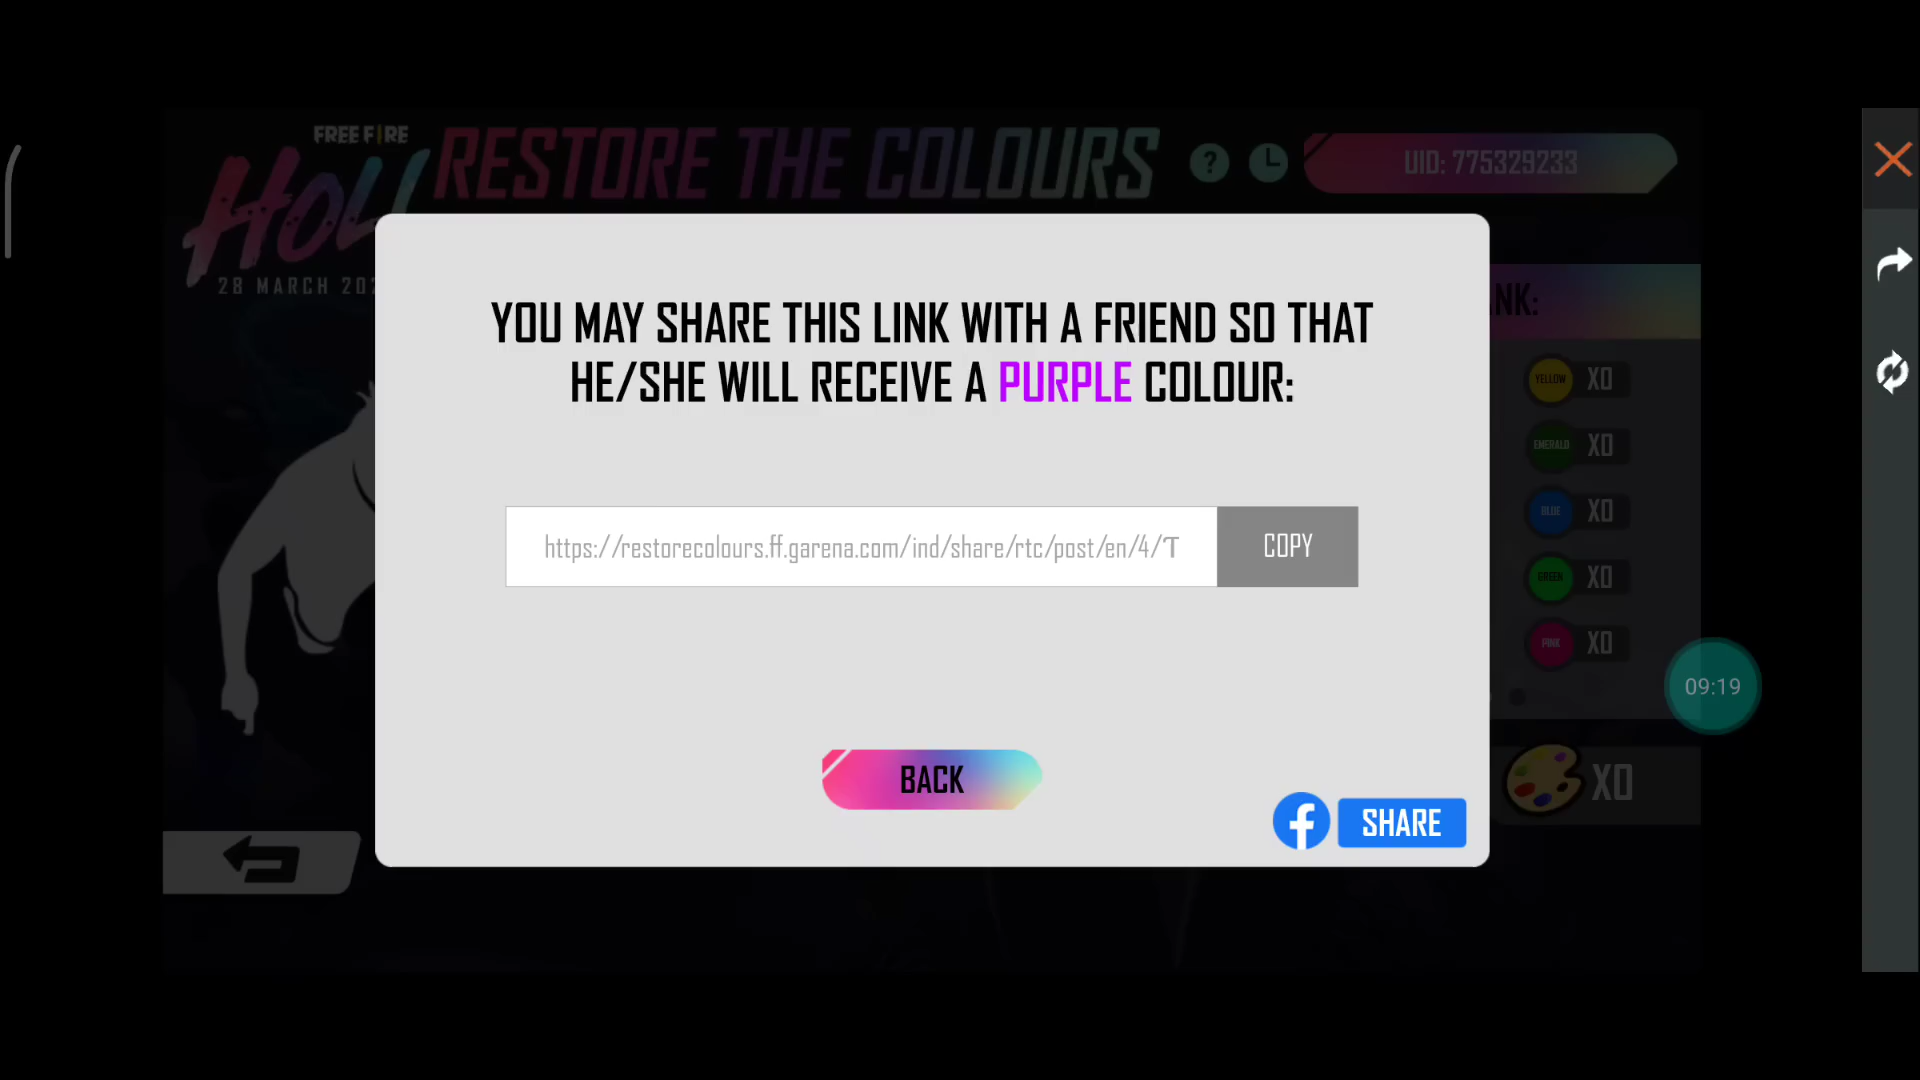 FREE FIRE
HOLI
28 MARCH 202
RESTORE THE COLOURS
?
UID: 775329233
YOU MAY SHARE THIS LINK WITH A FRIEND SO THAT
HE/SHE WILL RECEIVE A PURPLE COLOUR:
https://restorecolours.ff.garena.com/ind/share/rtc/post/en/4/T
COPY
BACK
SHARE
NK:
YELLOW X0
EMERALD X0
BLUE X0
GREEN X0
PINK X0
X0
09:19